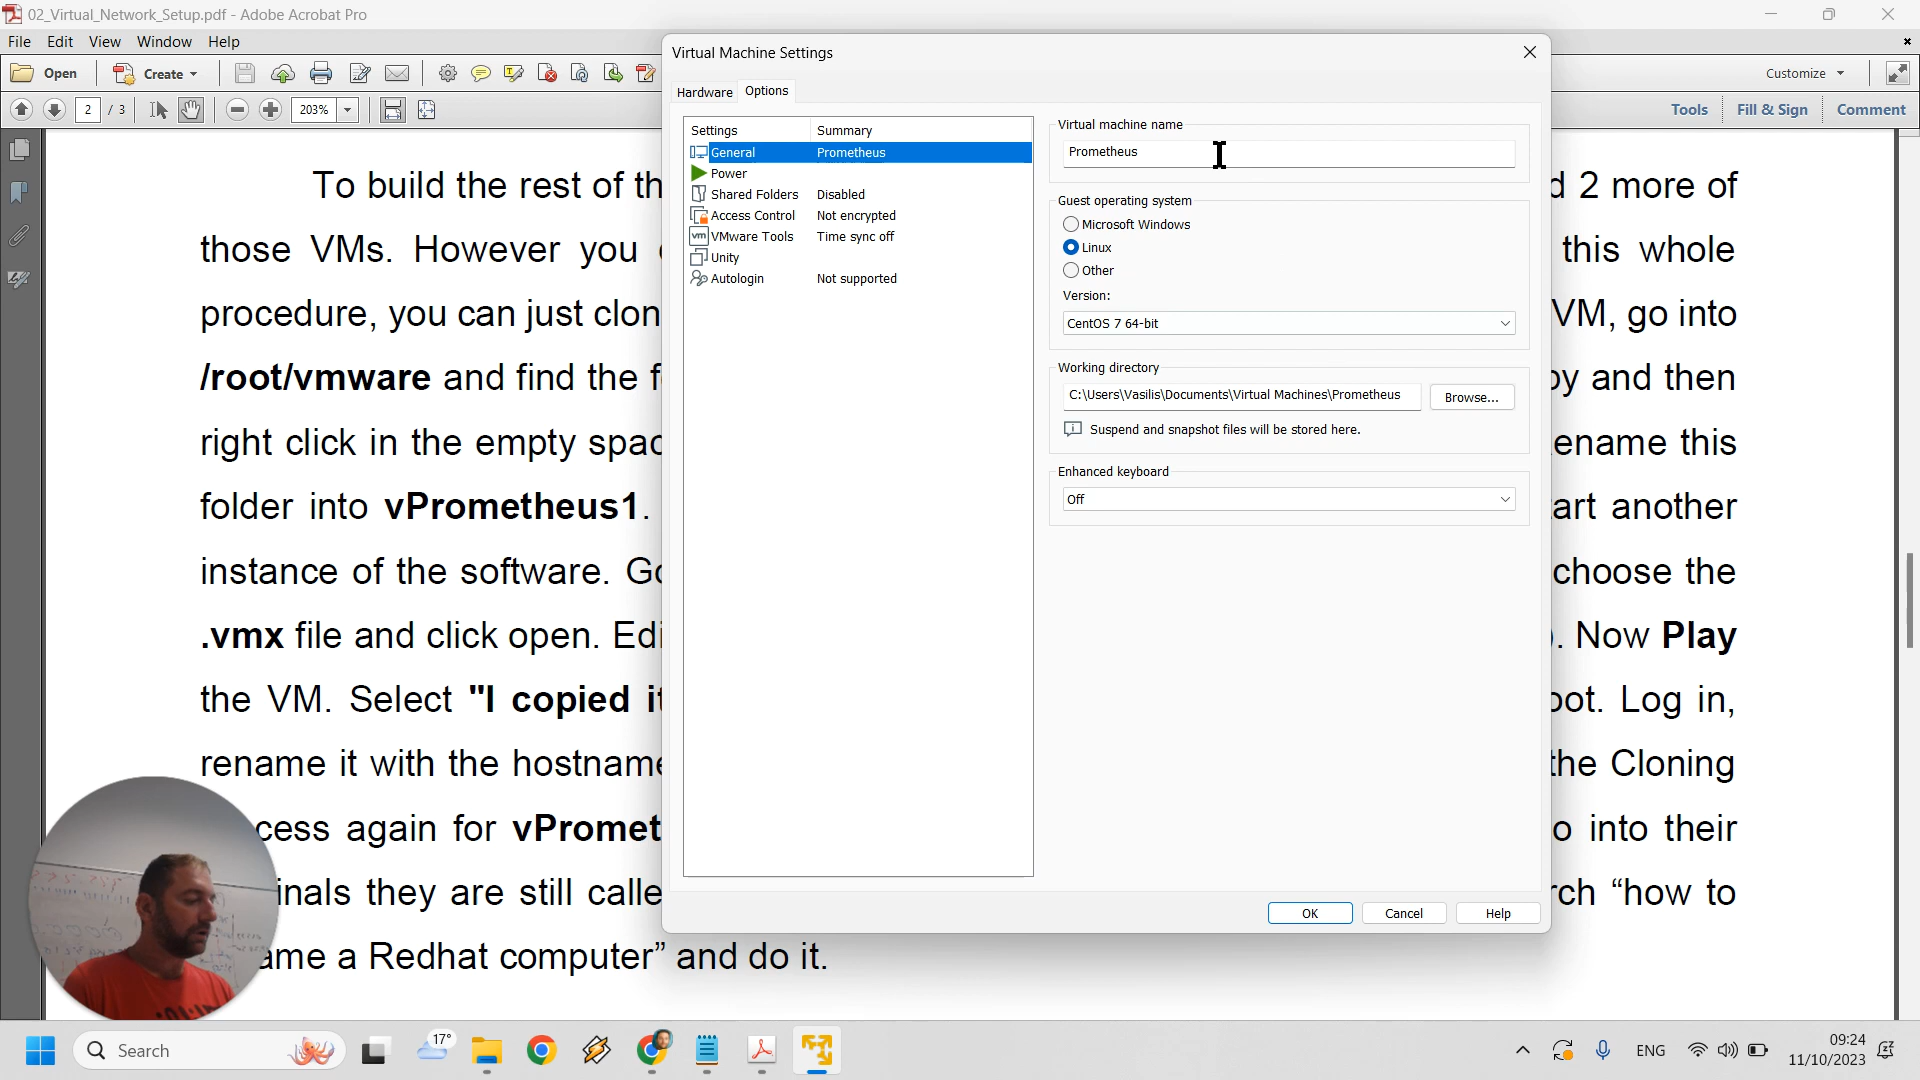 02_Virtual_Network_Setup.pdf - Adobe Acrobat Pro
File Edit View Window Help
Open Create
Customize
2 / 3
203%
Tools Fill & Sign Comment
To build the rest of th
d 2 more of
those VMs. However you
this whole
procedure, you can just clon
VM, go into
/root/vmware and find the f
by and then
right click in the empty spac
ename this
folder into vPrometheus1.
art another
instance of the software. Go
choose the
.vmx file and click open. Edi
). Now Play
the VM. Select "I copied it
oot. Log in,
rename it with the hostname
the Cloning
cess again for vPromet
o into their
inals they are still calle
rch “how to
ame a Redhat computer” and do it.
Virtual Machine Settings
Hardware Options
Settings Summary
General Prometheus
Power
Shared Folders Disabled
Access Control Not encrypted
vm VMware Tools Time sync off
Unity
Autologin Not supported
Virtual machine name
Prometheus
Guest operating system
Microsoft Windows
Linux
Other
Version:
CentOS 7 64-bit
Working directory
C:\Users\Vasilis\Documents\Virtual Machines\Prometheus
Browse...
Suspend and snapshot files will be stored here.
Enhanced keyboard
Off
OK Cancel Help
Search
17°
ENG
09:24
11/10/2023